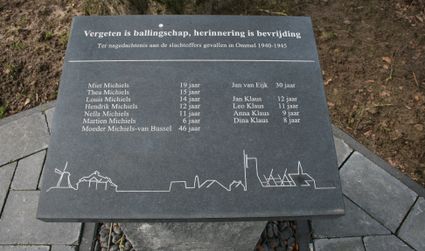 Vergeten is ballingschap, herinnering is bevrijding
Ter nagedachtenis aan de slachtoffers gevallen in Ommel 1940-1945
Miet Michiels 19 jaar
Thea Michiels 15 jaar
Louis Michiels 14 jaar
Hendrik Michiels 12 jaar
Nella Michiels 11 jaar
Martien Michiels 6 jaar
Moeder Michiels-van Bussel 46 jaar
Jan van Eijk 30 jaar
Jan Klaus 12 jaar
Leo Klaus 11 jaar
Anna Klaus 9 jaar
Dina Klaus 8 jaar